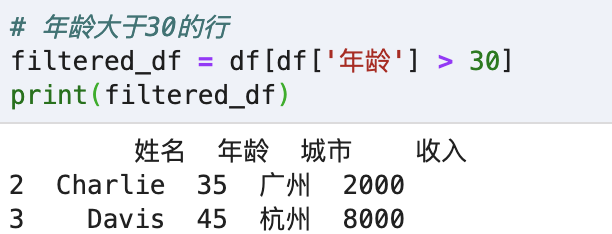 # 年龄大于30的行
filtered_df = df[df['年龄'] > 30]
print(filtered_df)
姓名 年龄 城市 收入
2 Charlie 35 广州 2000
3 Davis 45 杭州 8000